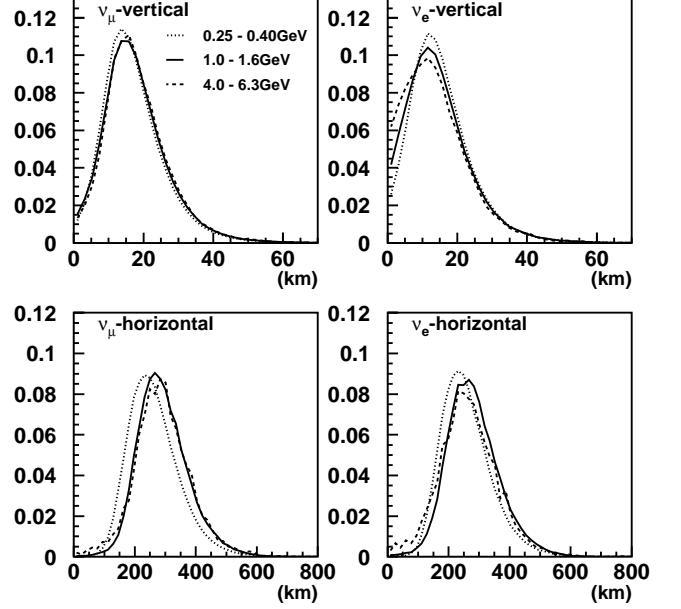 ν_μ-vertical
0.25 - 0.40GeV
1.0 - 1.6GeV
4.0 - 6.3GeV
0.12
0.1
0.08
0.06
0.04
0.02
0
0 20 40 60
(km)
ν_e-vertical
0.12
0.1
0.08
0.06
0.04
0.02
0
0 20 40 60
(km)
ν_μ-horizontal
0.12
0.1
0.08
0.06
0.04
0.02
0
0 200 400 600 800
(km)
ν_e-horizontal
0.12
0.1
0.08
0.06
0.04
0.02
0
0 200 400 600 800
(km)